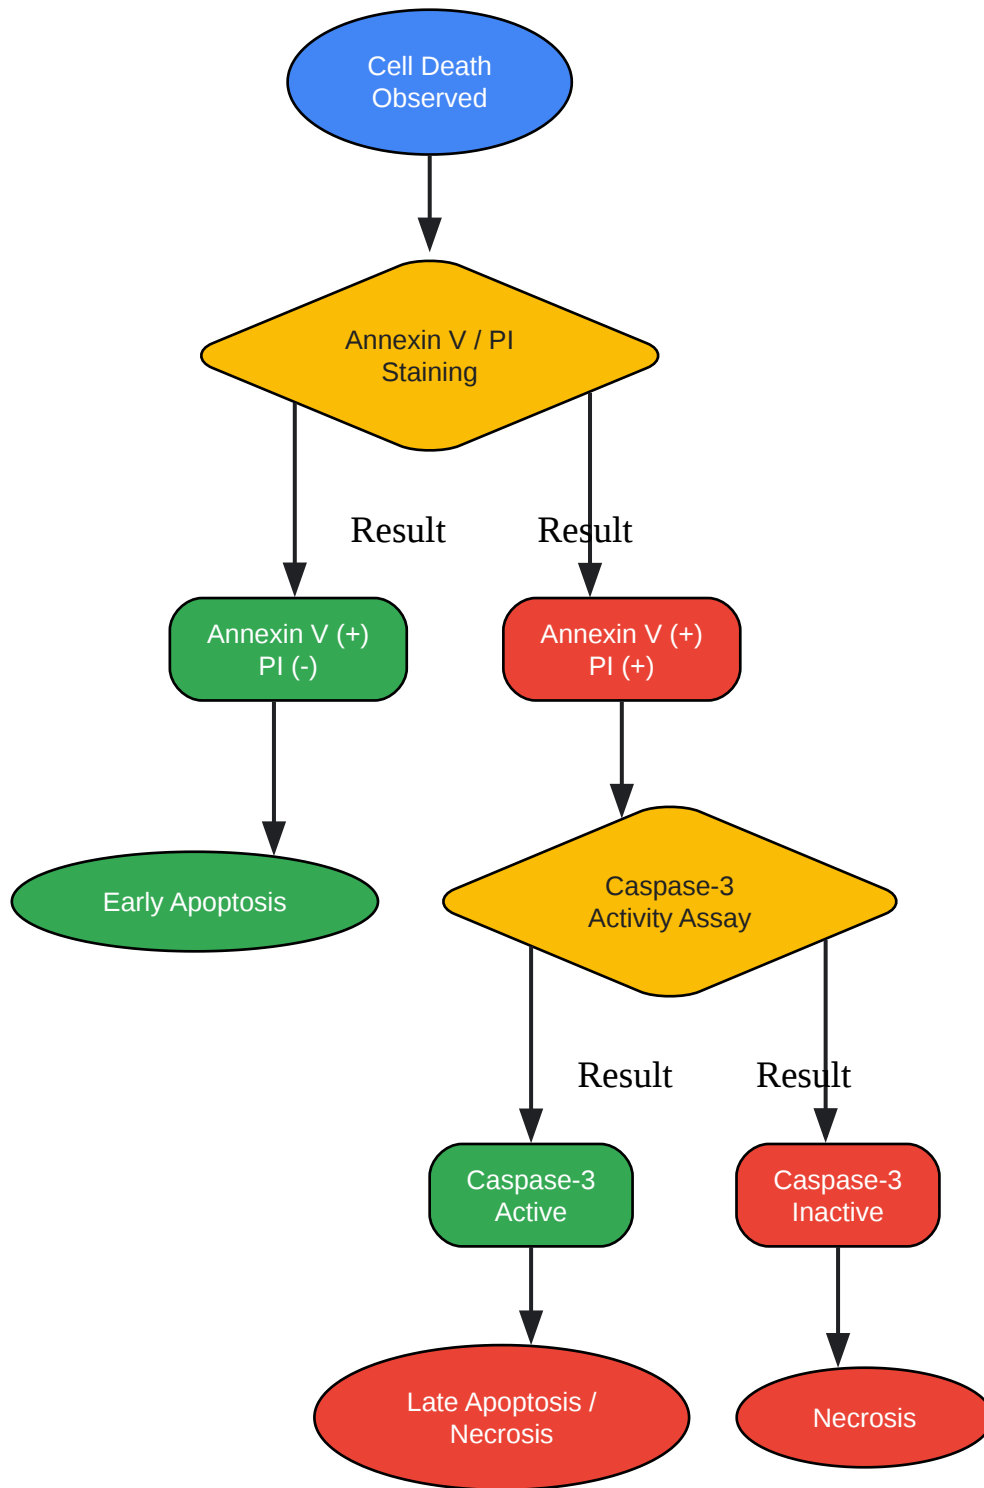 Cell Death
Observed
Annexin V / PI
Staining
Result
Result
Annexin V (+)
PI (-)
Annexin V (+)
PI (+)
Early Apoptosis
Caspase-3
Activity Assay
Result
Result
Caspase-3
Active
Caspase-3
Inactive
Late Apoptosis /
Necrosis
Necrosis